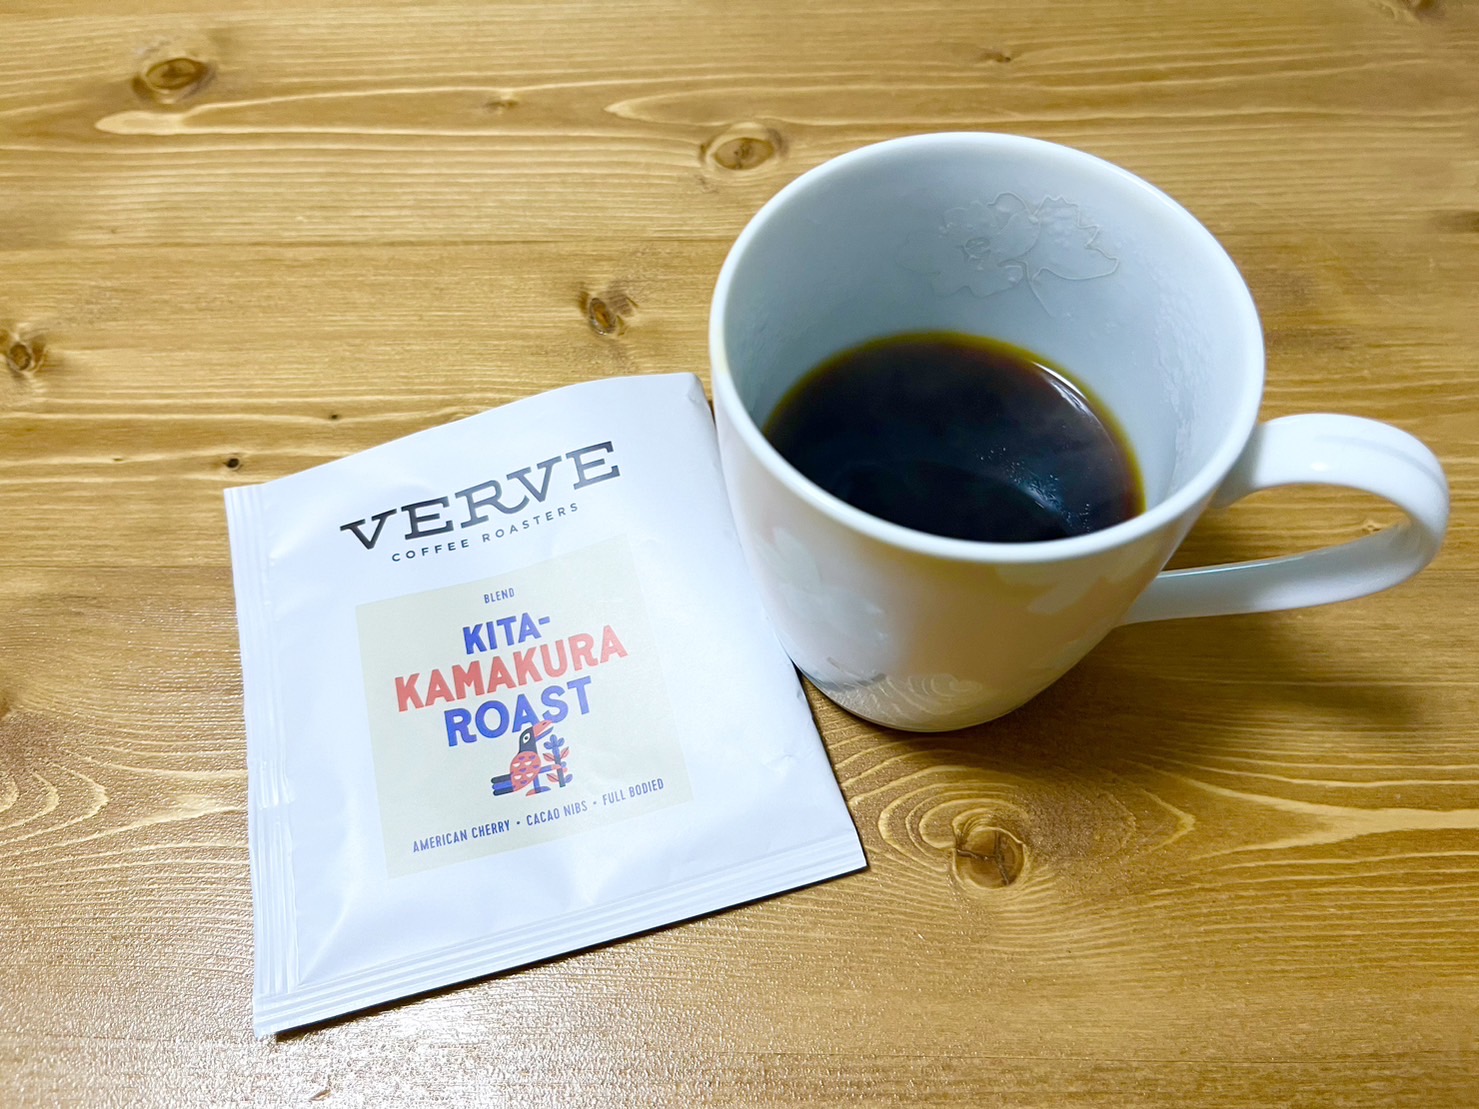 VERVE
COFFEE ROASTERS
BLEND
KITA-
KAMAKURA
ROAST
AMERICAN CHERRY • CACAO NIBS • FULL BODIED